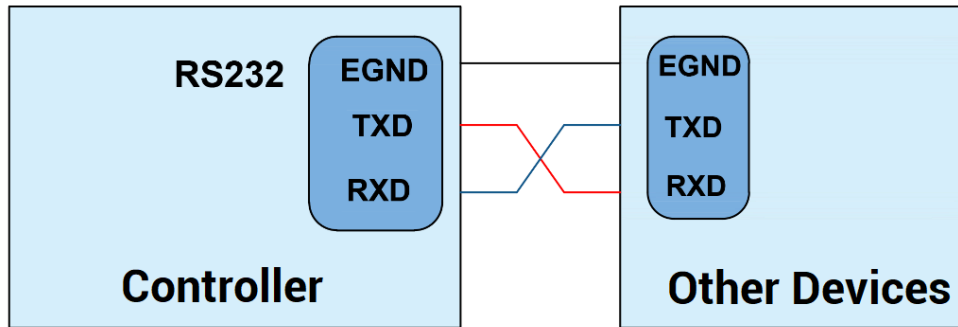 RS232
EGND
TXD
RXD
Controller
EGND
TXD
RXD
Other Devices